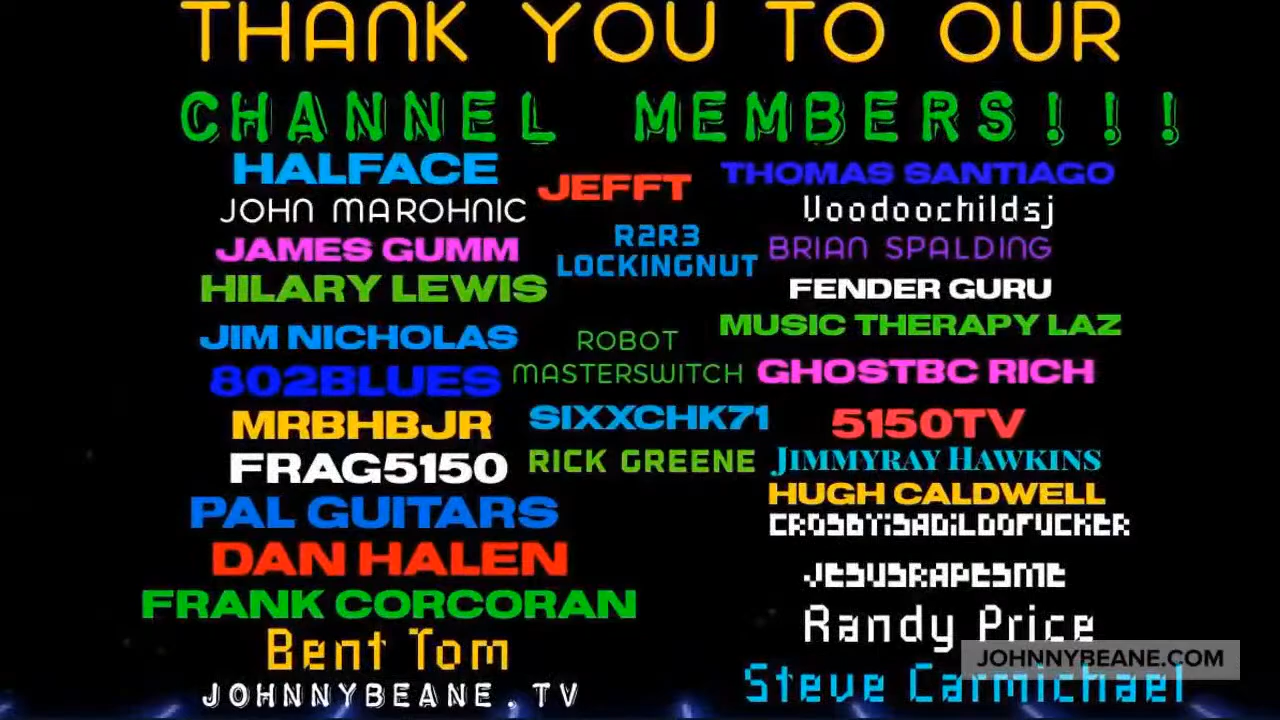 THANK YOU TO OUR
CHANNEL MEMBERS!!!
HALFACE
JOHN MAROHNIC
JAMES GUMM
HILARY LEWIS
JIM NICHOLAS
802BLUES
MRBHBJR
FRAG5150
PAL GUITARS
DAN HALEN
FRANK CORCORAN
Bent Tom
JOHNNYBEANE.TV
JEFFT
R2R3
LOCKINGNUT
ROBOT
MASTERSWITCH
SIXXCHK71
RICK GREENE
THOMAS SANTIAGO
Voodoochildsj
BRIAN SPALDING
FENDER GURU
MUSIC THERAPY LAZ
GHOSTBC RICH
5150TV
JIMMYRAY HAWKINS
HUGH CALDWELL
CROSBYISADILDOFUCKER
JESUSRAPESME
Randy Price
JOHNNYBEANE.COM
Steve Carmichael